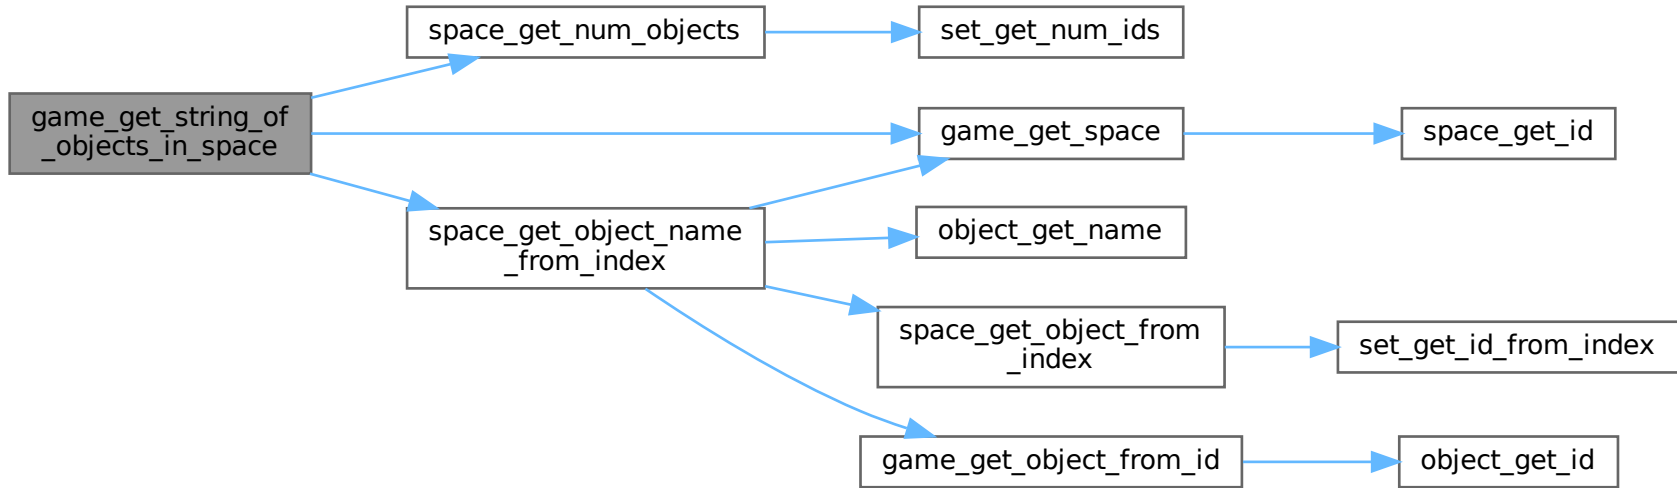 space_get_num_objects
set_get_num_ids
game_get_string_of
_objects_in_space
game_get_space
space_get_id
space_get_object_name
_from_index
object_get_name
space_get_object_from
_index
set_get_id_from_index
game_get_object_from_id
object_get_id